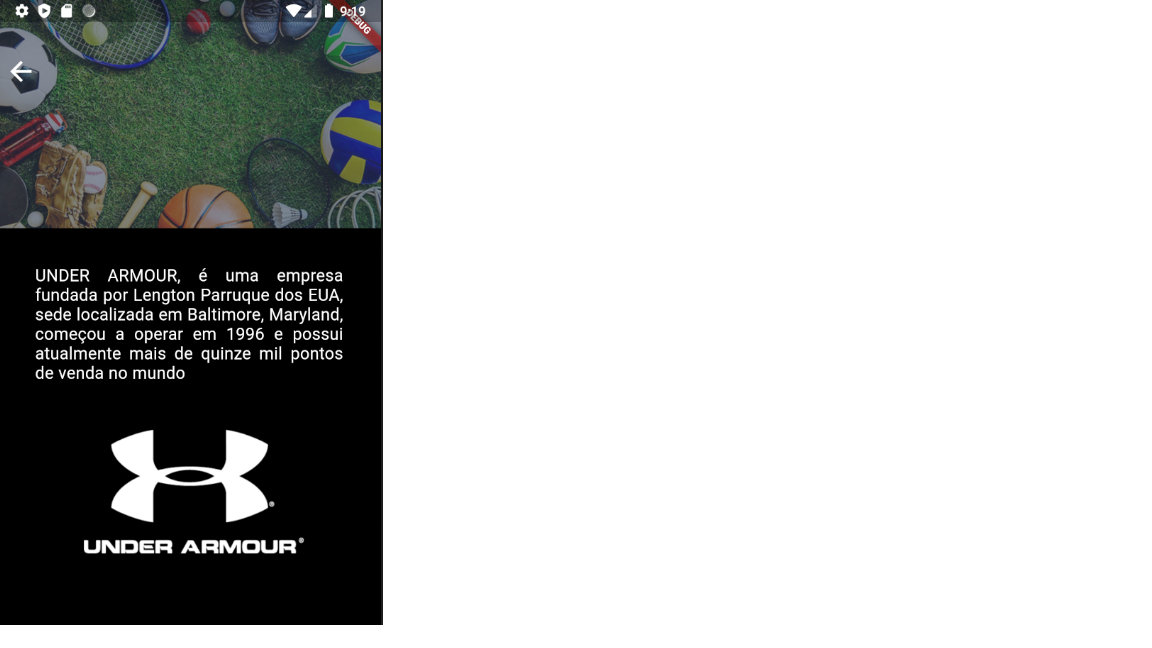 9:19
DEBUG
UNDER ARMOUR, é uma empresa
fundada por Lengton Parruque dos EUA,
sede localizada em Baltimore, Maryland,
começou a operar em 1996 e possui
atualmente mais de quinze mil pontos
de venda no mundo
UNDER ARMOUR